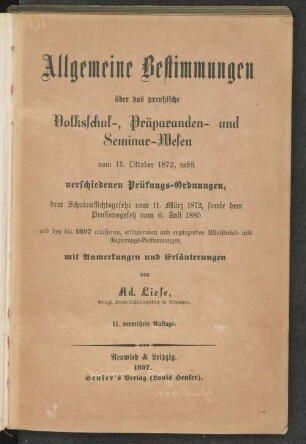 Allgemeine Bestimmungen
über das preußische
Volksschul-, Präparanden- und
Seminar-Wesen
vom 15. Oktober 1872, nebst
verschiedenen Prüfungs-Ordnungen,
dem Schulaufsichtsgesetz vom 11. März 1872, sowie dem
Pensionsgesetz vom 6. Juli 1885
und den bis 1897 erlassenen, erläuternden und ergänzenden Ministerial- und
Regierungs-Bestimmungen,
mit Anmerkungen und Erläuterungen
von
Ad. Liese,
Königl. Kreis-Schulinspektor in
11. vermehrte Auflage.
Neuwied & Leipzig.
1897.
Heuser's Verlag (Louis Heuser).